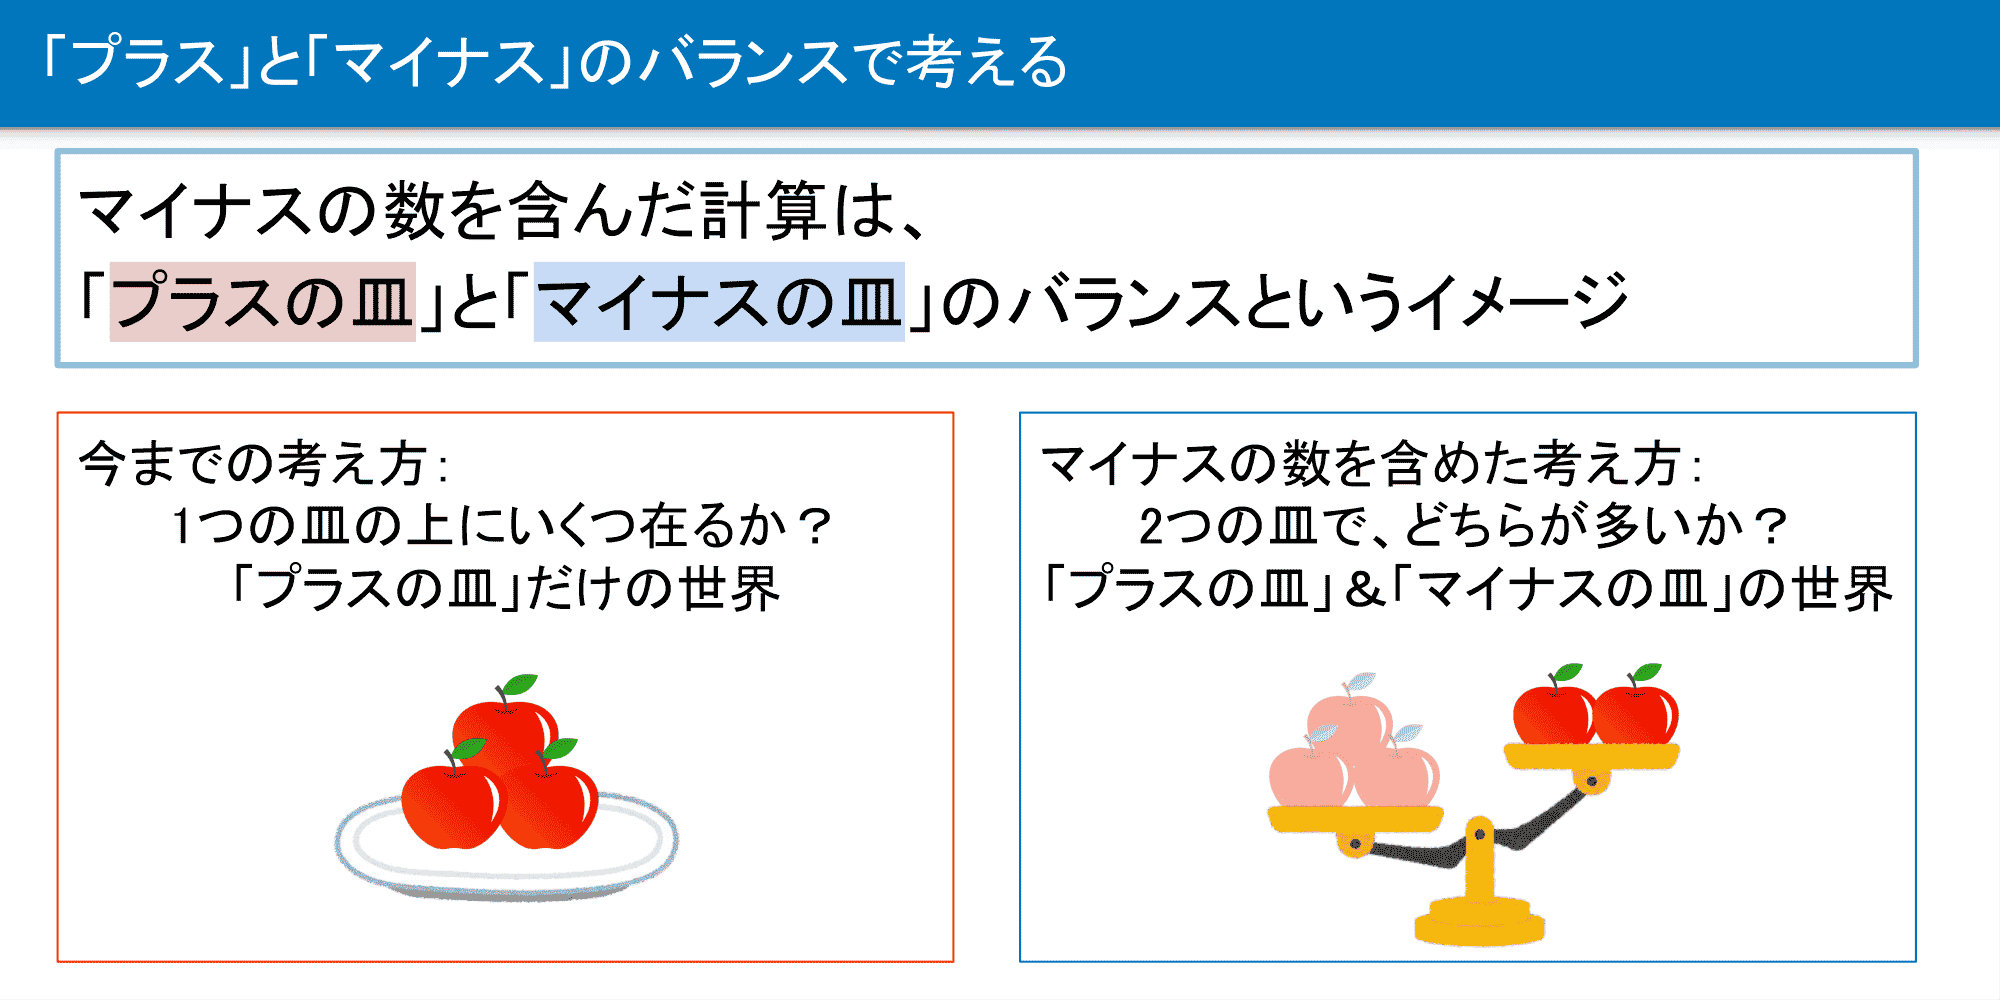 「プラス」と「マイナス」のバランスで考える
マイナスの数を含んだ計算は、
「プラスの皿」と「マイナスの皿」のバランスというイメージ
今までの考え方：
1つの皿の上にいくつ在るか？
「プラスの皿」だけの世界
マイナスの数を含めた考え方：
2つの皿で、どちらが多いか？
「プラスの皿」＆「マイナスの皿」の世界